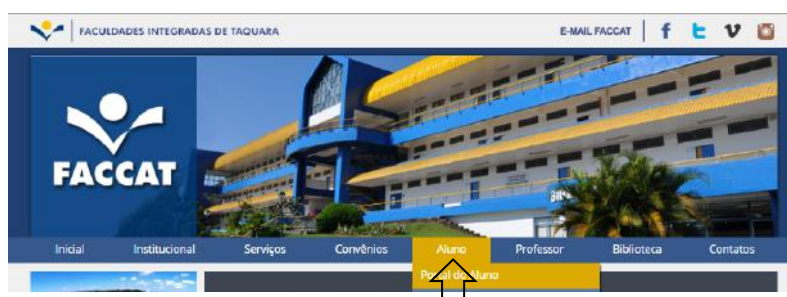 FACULDADES INTEGRADAS DE TAQUARA
E-MAIL FACCAT
FACCAT
Inicial Institucional Serviços Convênios Aluno Professor Biblioteca Contatos
Portal do Aluno